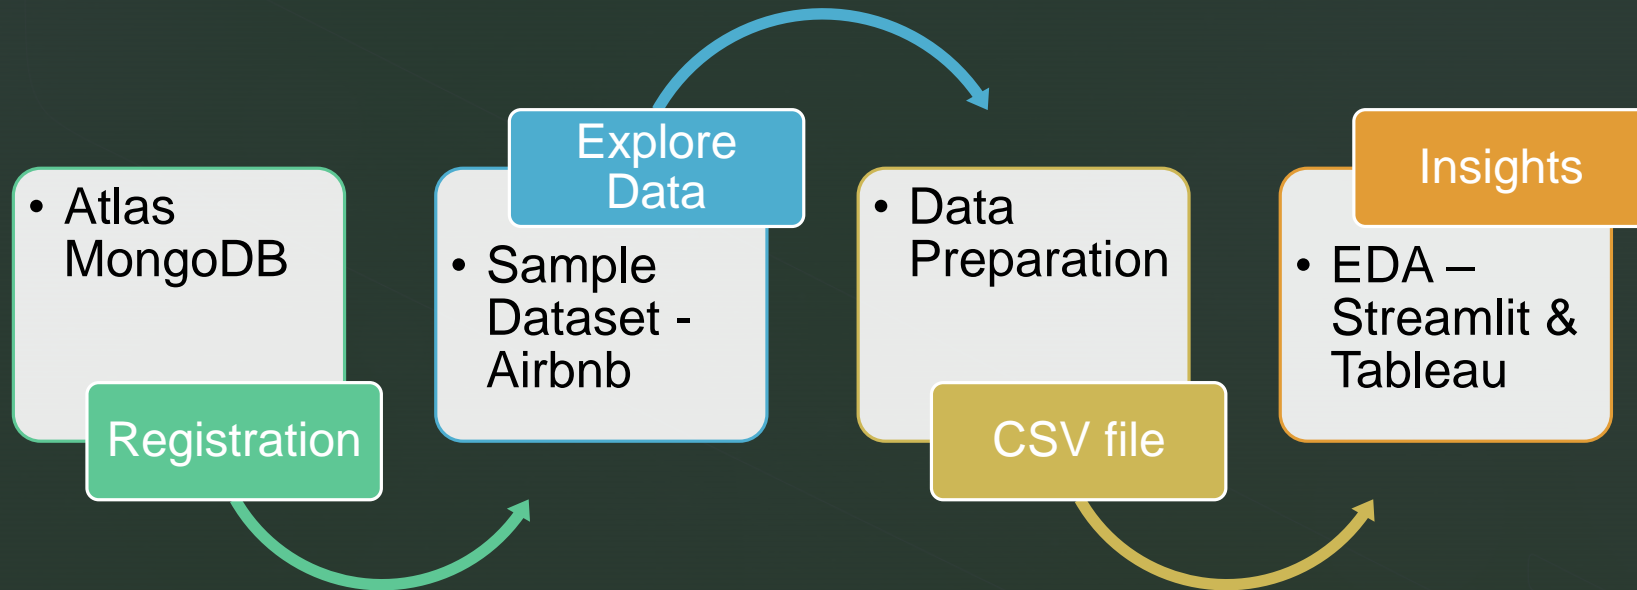 • Atlas
MongoDB
Registration
Explore
Data
• Sample
Dataset -
Airbnb
• Data
Preparation
CSV file
Insights
• EDA –
Streamlit &
Tableau